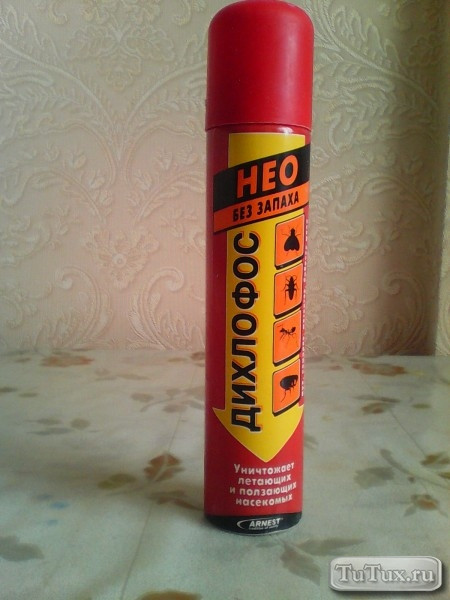 НЕО
БЕЗ ЗАПАХА
ДИХЛОФОС
Уничтожает
летающих
и ползающих
насекомых
ARNEST
TuTux.ru